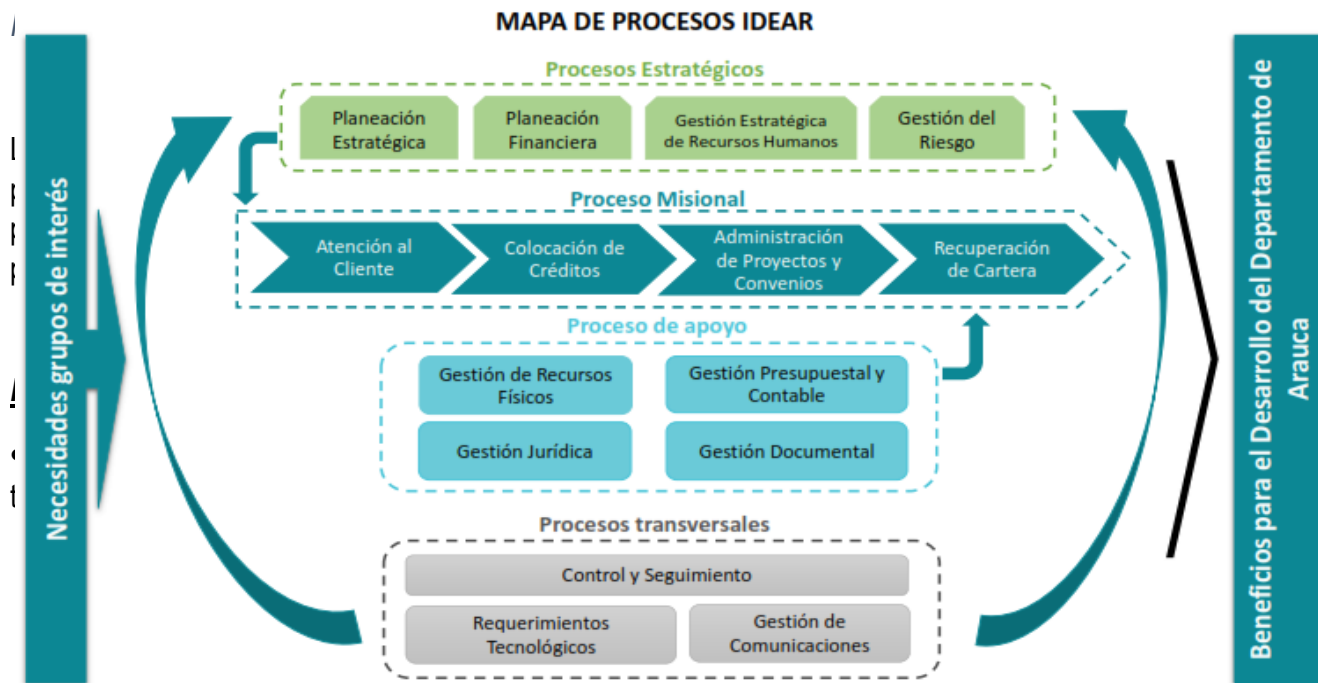 MAPA DE PROCESOS IDEAR
Necesidades grupos de interés
Procesos Estratégicos
Planeación
Estratégica
Planeación
Financiera
Gestión Estratégica
de Recursos Humanos
Gestión del
Riesgo
Proceso Misional
Atención al
Cliente
Colocación de
Créditos
Administración
de Proyectos y
Convenios
Recuperación
de Cartera
Proceso de apoyo
Gestión de Recursos
Físicos
Gestión Presupuestal y
Contable
Gestión Jurídica
Gestión Documental
Procesos transversales
Control y Seguimiento
Requerimientos
Tecnológicos
Gestión de
Comunicaciones
Beneficios para el Desarrollo del Departamento de
Arauca